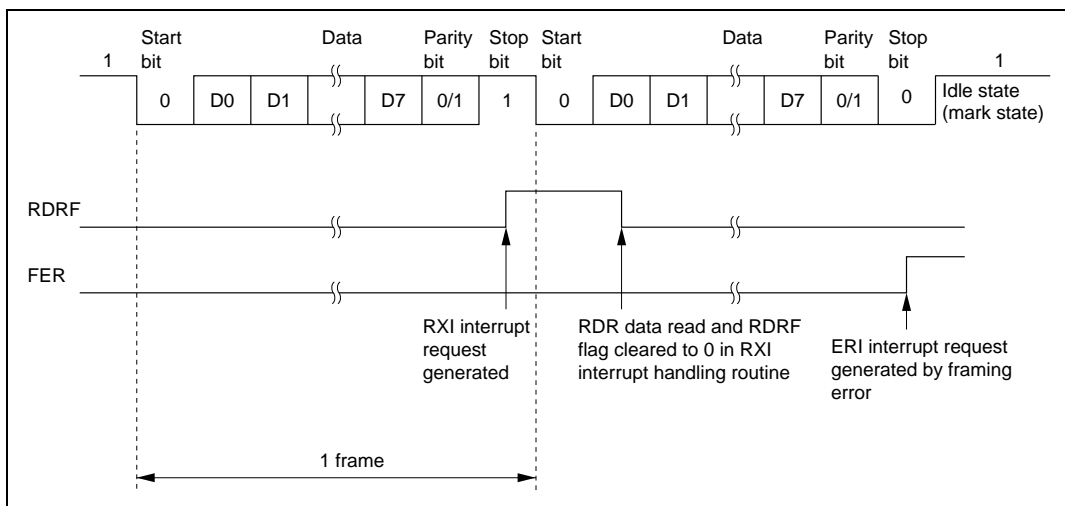 Start bit
Data
Parity bit
Stop bit
Start bit
Data
Parity bit
Stop bit
1
1
0
D0
D1
D7
0/1
1
0
D0
D1
D7
0/1
0
Idle state
(mark state)
RDRF
FER
RXI interrupt
request
generated
RDR data read and RDRF
flag cleared to 0 in RXI
interrupt handling routine
ERI interrupt request
generated by framing
error
1 frame